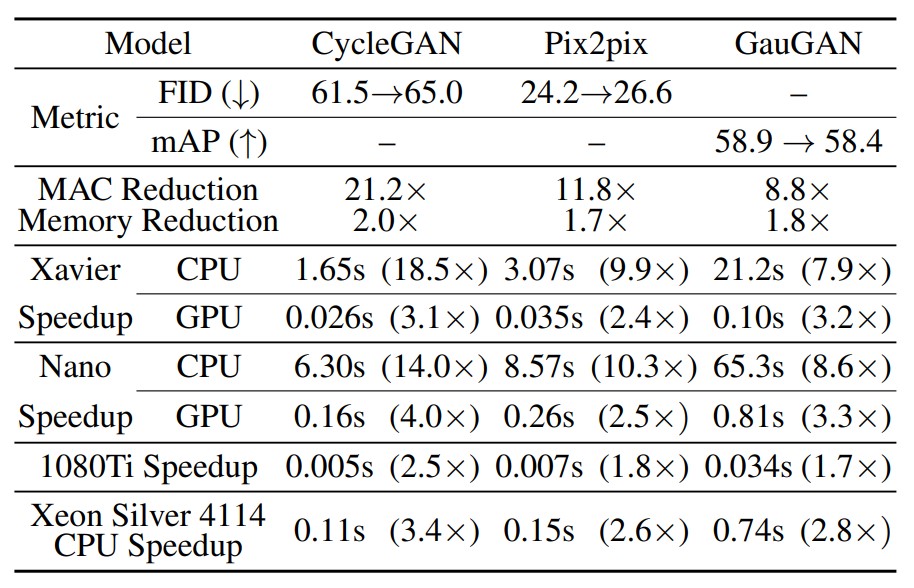 Model CycleGAN Pix2pix GauGAN
Metric FID (↓) 61.5→65.0 24.2→26.6 –
mAP (↑) – – 58.9 → 58.4
MAC Reduction 21.2× 11.8× 8.8×
Memory Reduction 2.0× 1.7× 1.8×
Xavier CPU 1.65s (18.5×) 3.07s (9.9×) 21.2s (7.9×)
Speedup GPU 0.026s (3.1×) 0.035s (2.4×) 0.10s (3.2×)
Nano CPU 6.30s (14.0×) 8.57s (10.3×) 65.3s (8.6×)
Speedup GPU 0.16s (4.0×) 0.26s (2.5×) 0.81s (3.3×)
1080Ti Speedup 0.005s (2.5×) 0.007s (1.8×) 0.034s (1.7×)
Xeon Silver 4114
CPU Speedup 0.11s (3.4×) 0.15s (2.6×) 0.74s (2.8×)